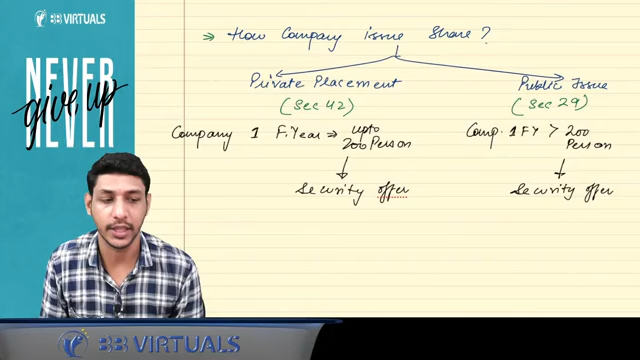 BB VIRTUALS
NEVER
give up
NEVER
⇒ How Company issue Share?
Private Placement
(Sec 42)
Public Issue
(Sec 29)
Company 1 F.Year ⇒ upto
200 Person
Comp. 1 FY > 200
Person
Security offer
Security offer
BB VIRTUALS